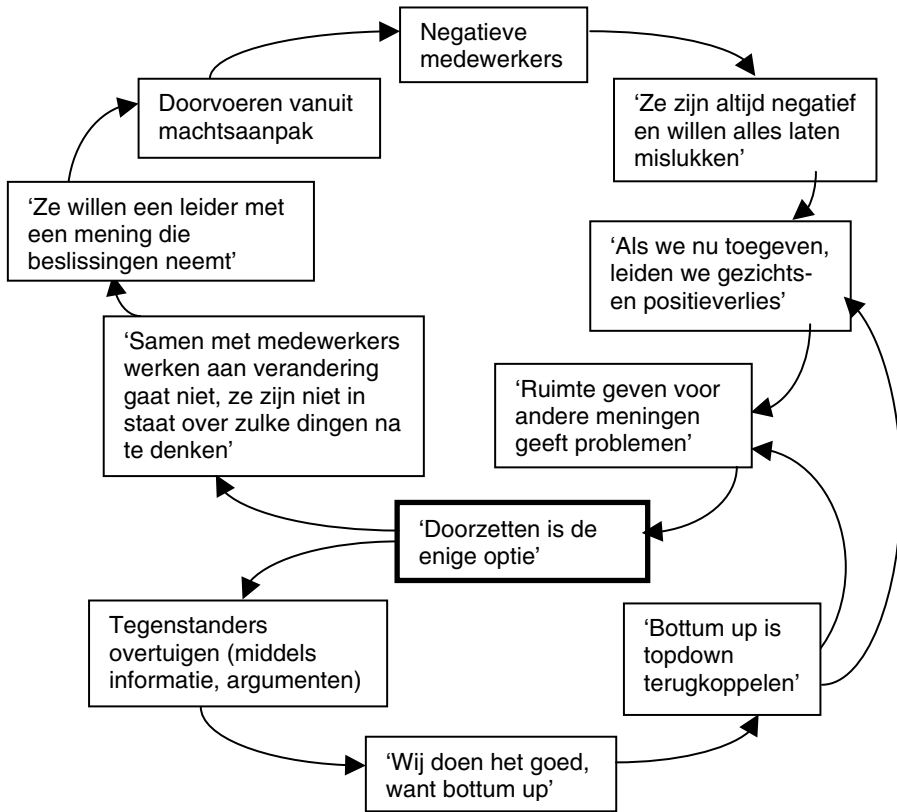 Negatieve
medewerkers
Doorvoeren vanuit
machtsaanpak
‘Ze zijn altijd negatief
en willen alles laten
mislukken’
‘Ze willen een leider met
een mening die
beslissingen neemt’
‘Als we nu toegeven,
leiden we gezichts-
en positieverlies’
‘Samen met medewerkers
werken aan verandering
gaat niet, ze zijn niet in
staat over zulke dingen na
te denken’
‘Ruimte geven voor
andere meningen
geeft problemen’
‘Doorzetten is de
enige optie’
Tegenstanders
overtuigen (middels
informatie, argumenten)
‘Bottum up is
topdown
terugkoppelen’
‘Wij doen het goed,
want bottum up’